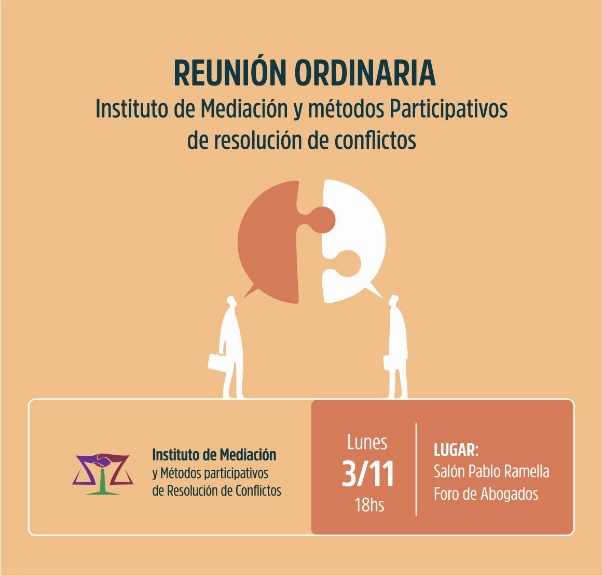 REUNIÓN ORDINARIA
Instituto de Mediación y métodos Participativos
de resolución de conflictos
Instituto de Mediación
y Métodos participativos
de Resolución de Conflictos
Lunes
3/11
18hs
LUGAR:
Salón Pablo Ramella
Foro de Abogados